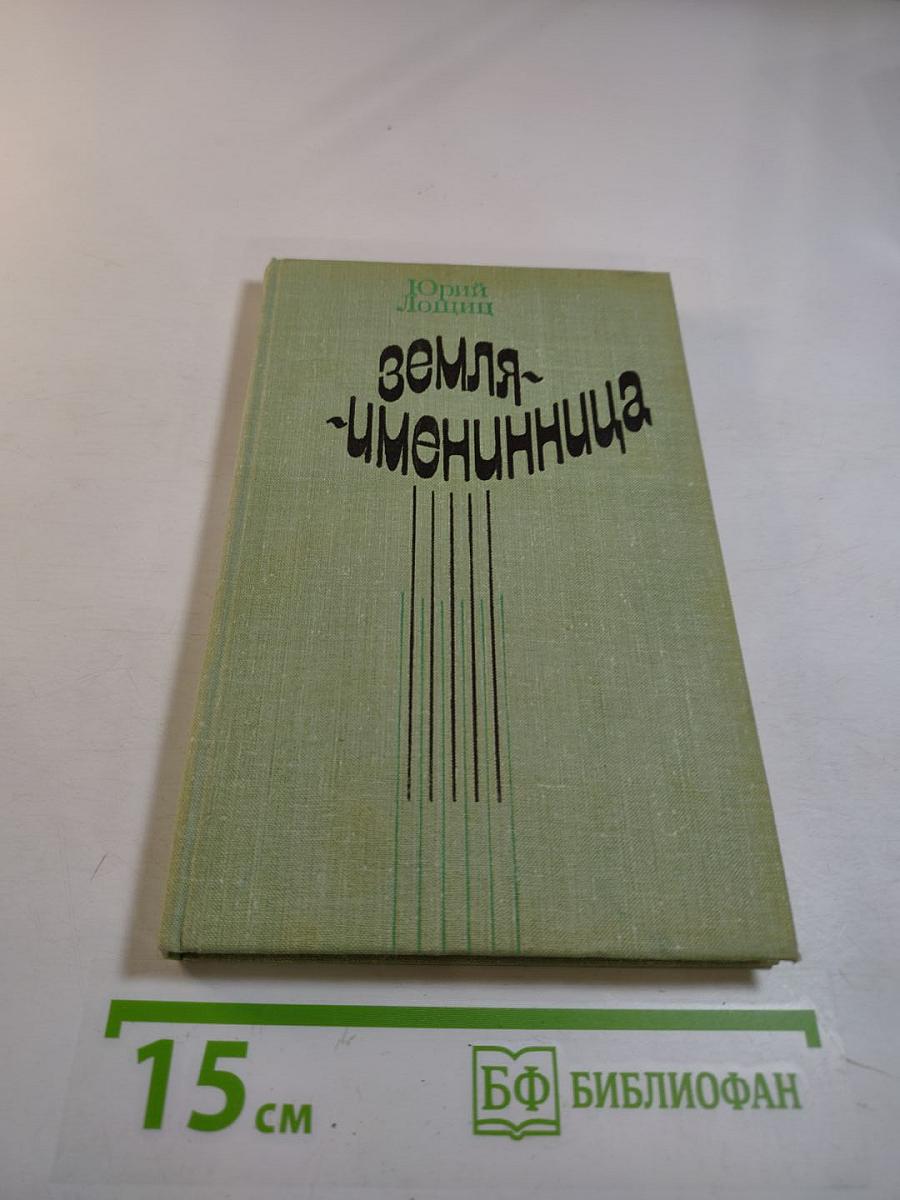 Юрий
Лощиц
земля-
-именинница
15 см
БФ БИБЛИОФАН